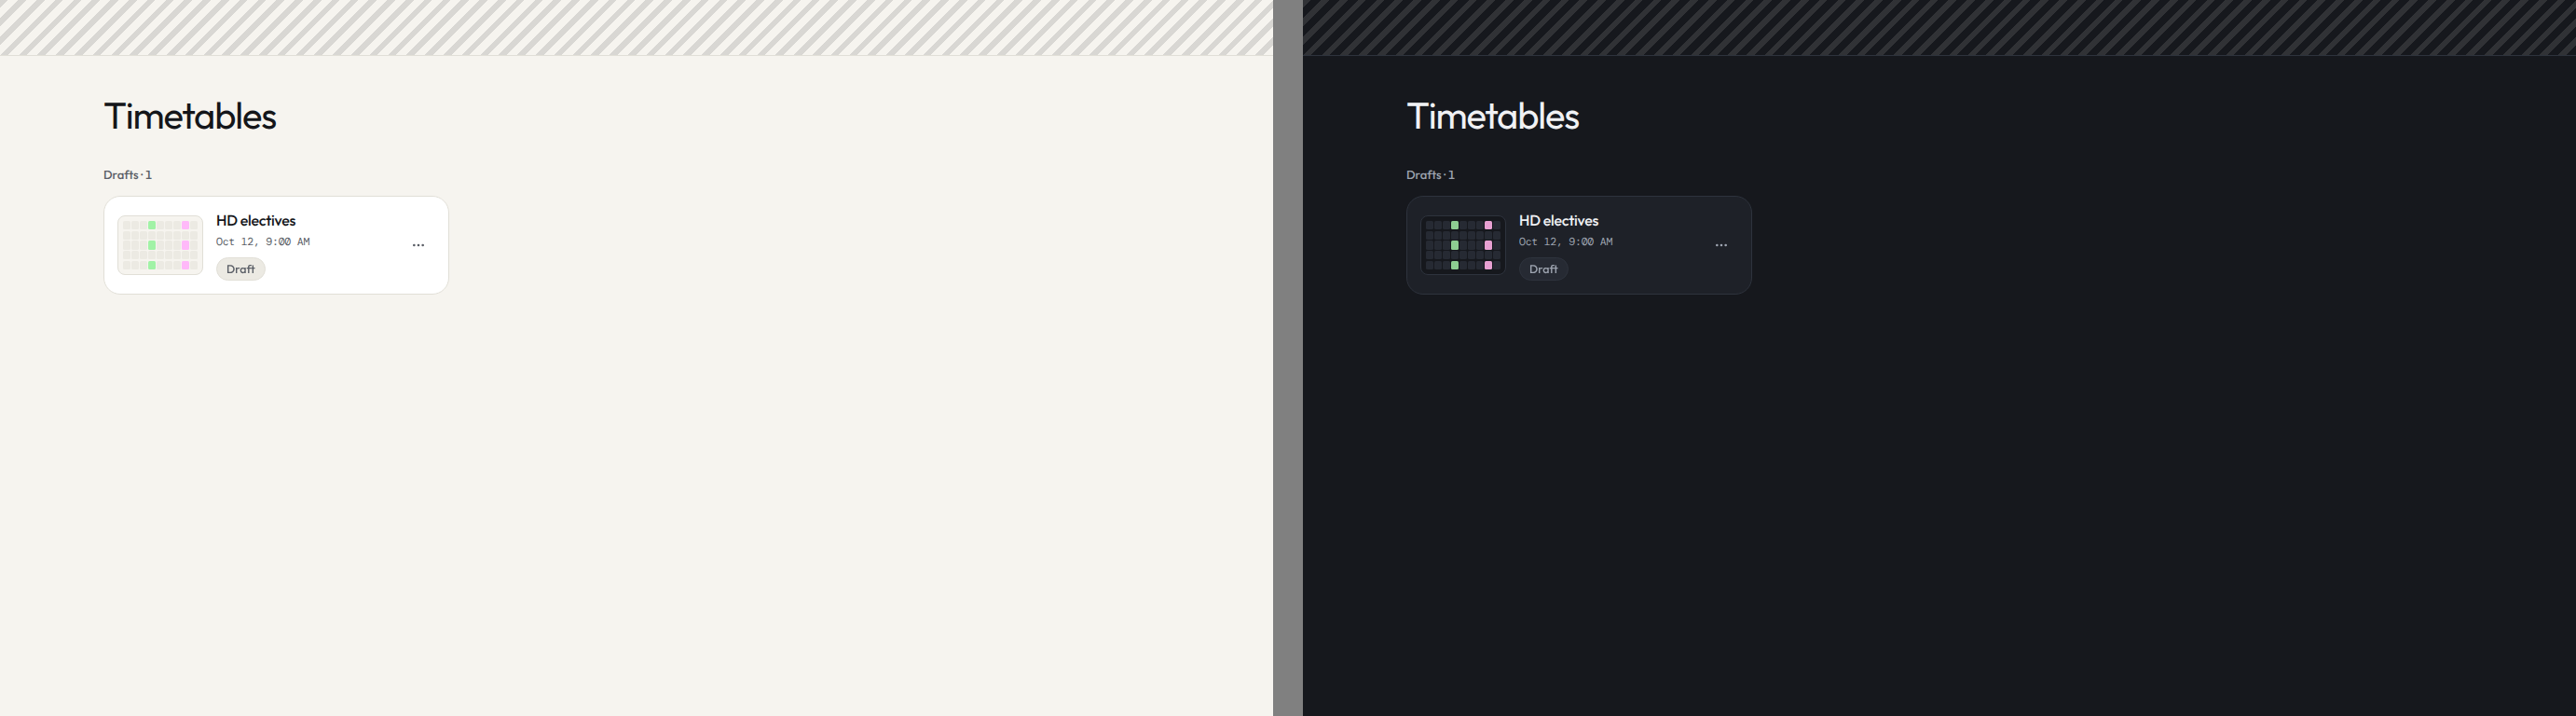 Timetables
Drafts · 1
HD electives
Oct 12, 9:00 AM
...
Draft
Timetables
Drafts · 1
HD electives
Oct 12, 9:00 AM
...
Draft